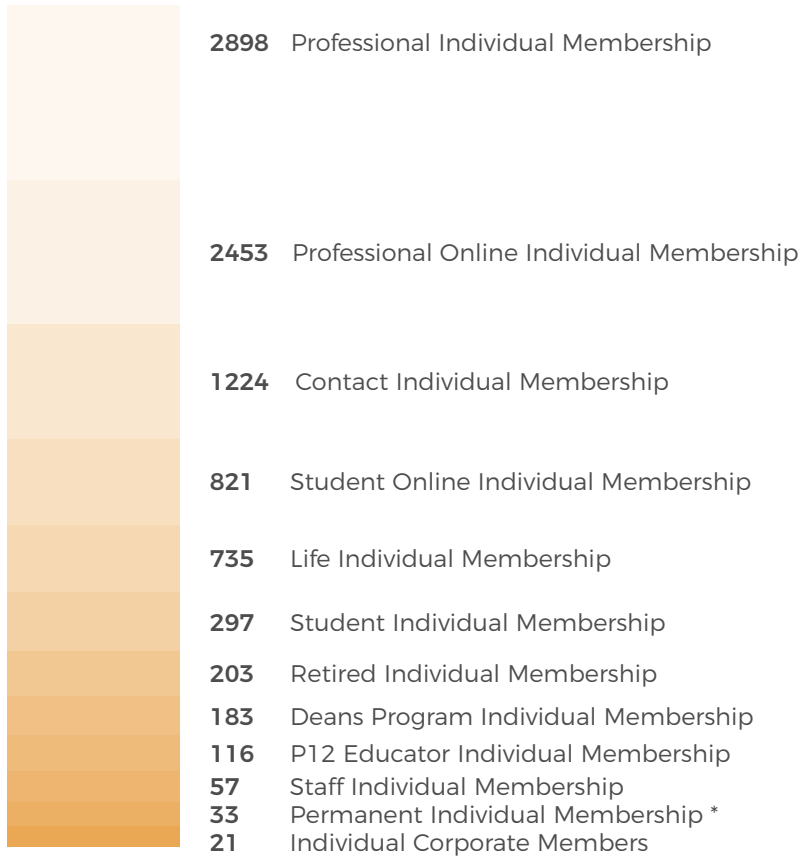 2898 Professional Individual Membership
2453 Professional Online Individual Membership
1224 Contact Individual Membership
821 Student Online Individual Membership
735 Life Individual Membership
297 Student Individual Membership
203 Retired Individual Membership
183 Deans Program Individual Membership
116 P12 Educator Individual Membership
57 Staff Individual Membership
33 Permanent Individual Membership *
21 Individual Corporate Members